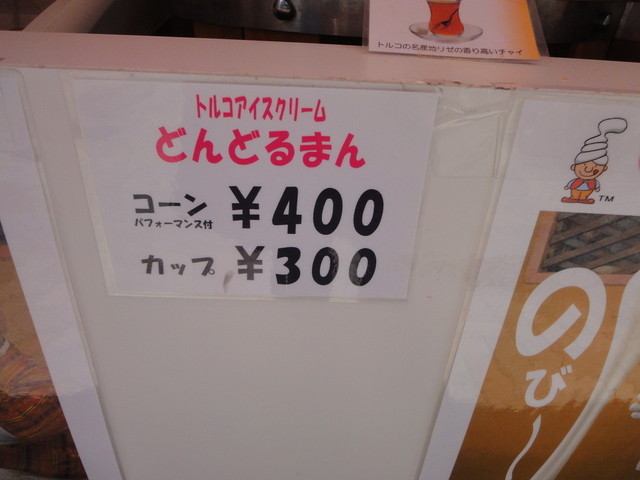 トルコの名産地リゼの香り高いチャイ
トルコアイスクリーム
どんどるまん
コーン ¥400
パフォーマンス付
カップ ¥300
TM
のび〜